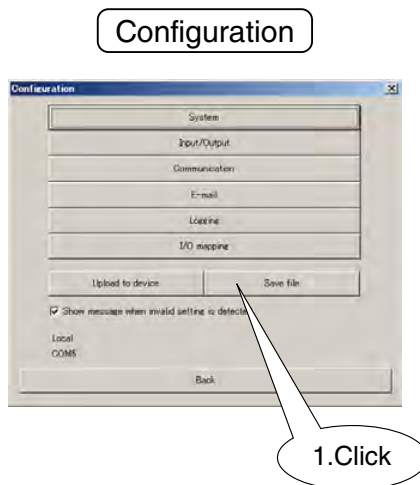 Configuration
Configuration
System
Input/Output
Communication
E-mail
Logging
I/O mapping
Upload to device
Save file
Show message when invalid setting is detecte
Local
COM5
Back
1.Click